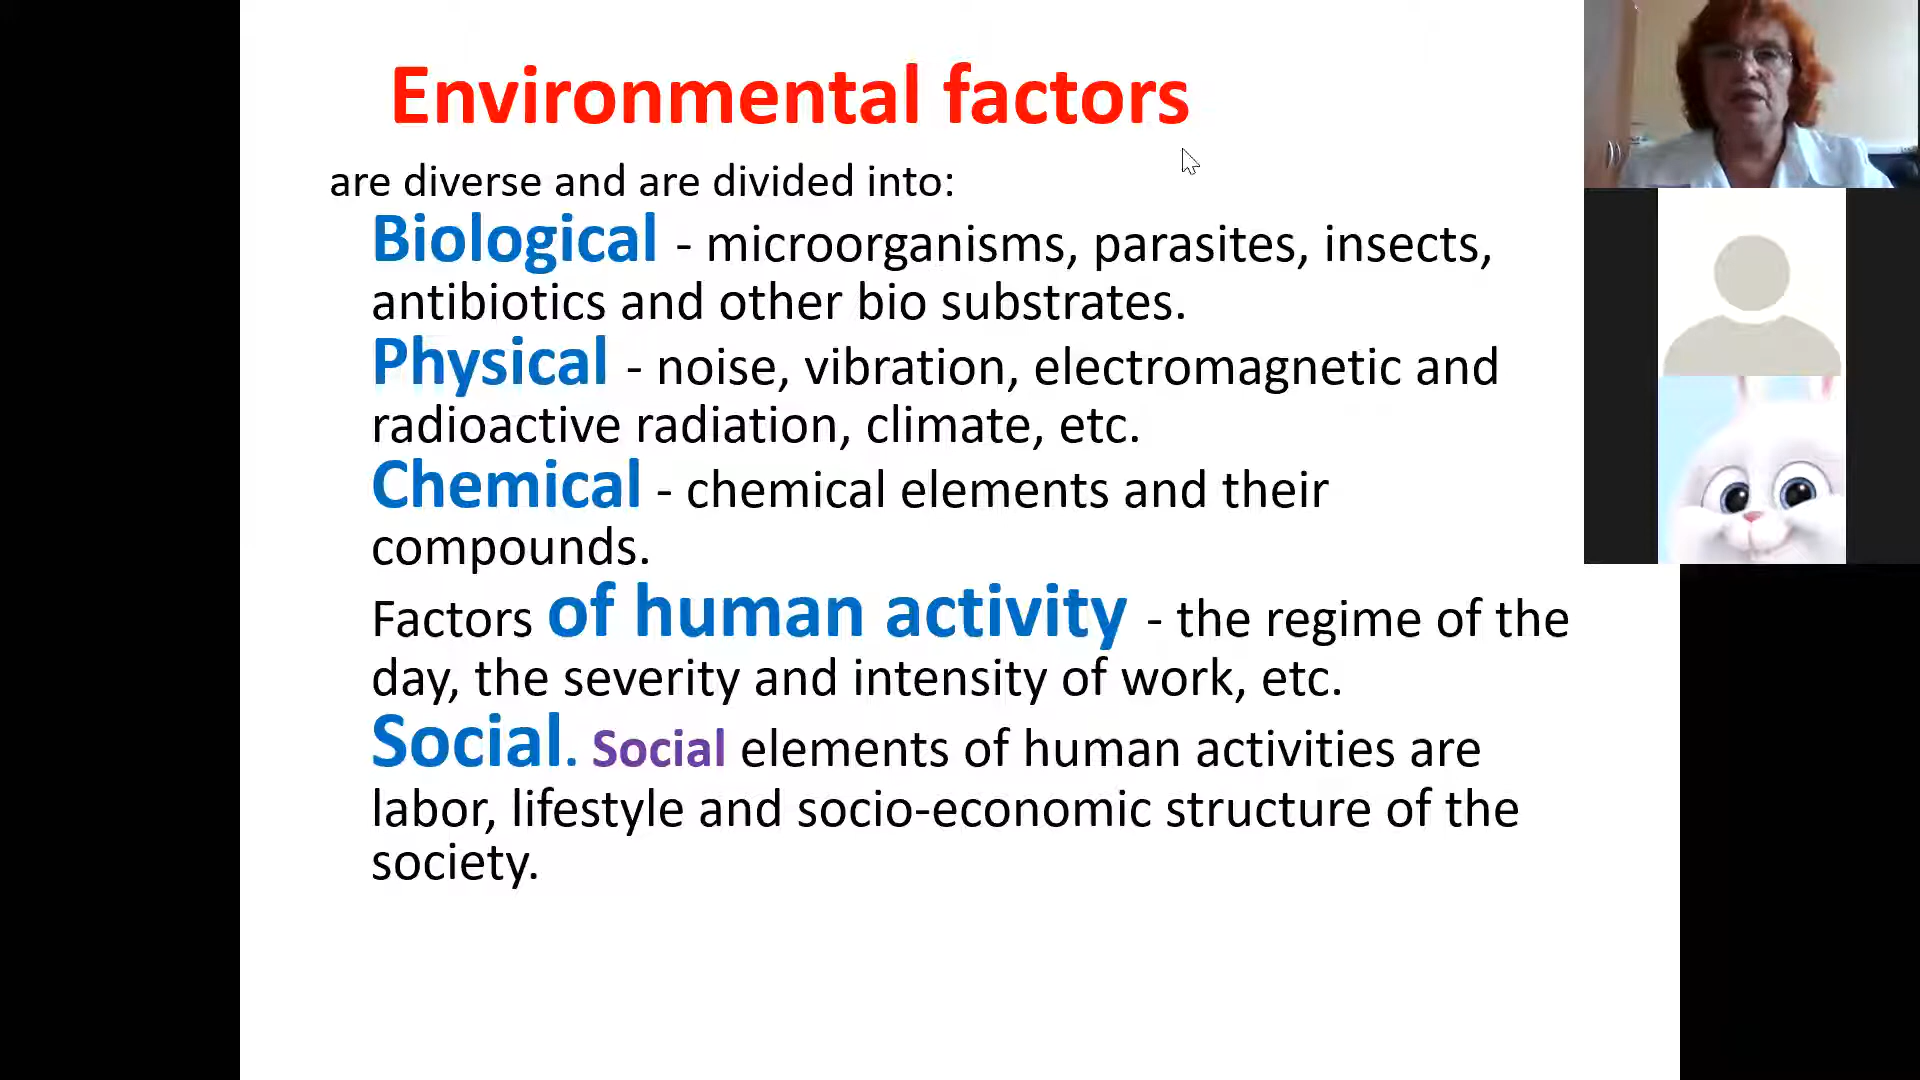 Environmental factors
are diverse and are divided into:
Biological - microorganisms, parasites, insects,
antibiotics and other bio substrates.
Physical - noise, vibration, electromagnetic and
radioactive radiation, climate, etc.
Chemical - chemical elements and their
compounds.
Factors of human activity - the regime of the
day, the severity and intensity of work, etc.
Social. Social elements of human activities are
labor, lifestyle and socio-economic structure of the
society.